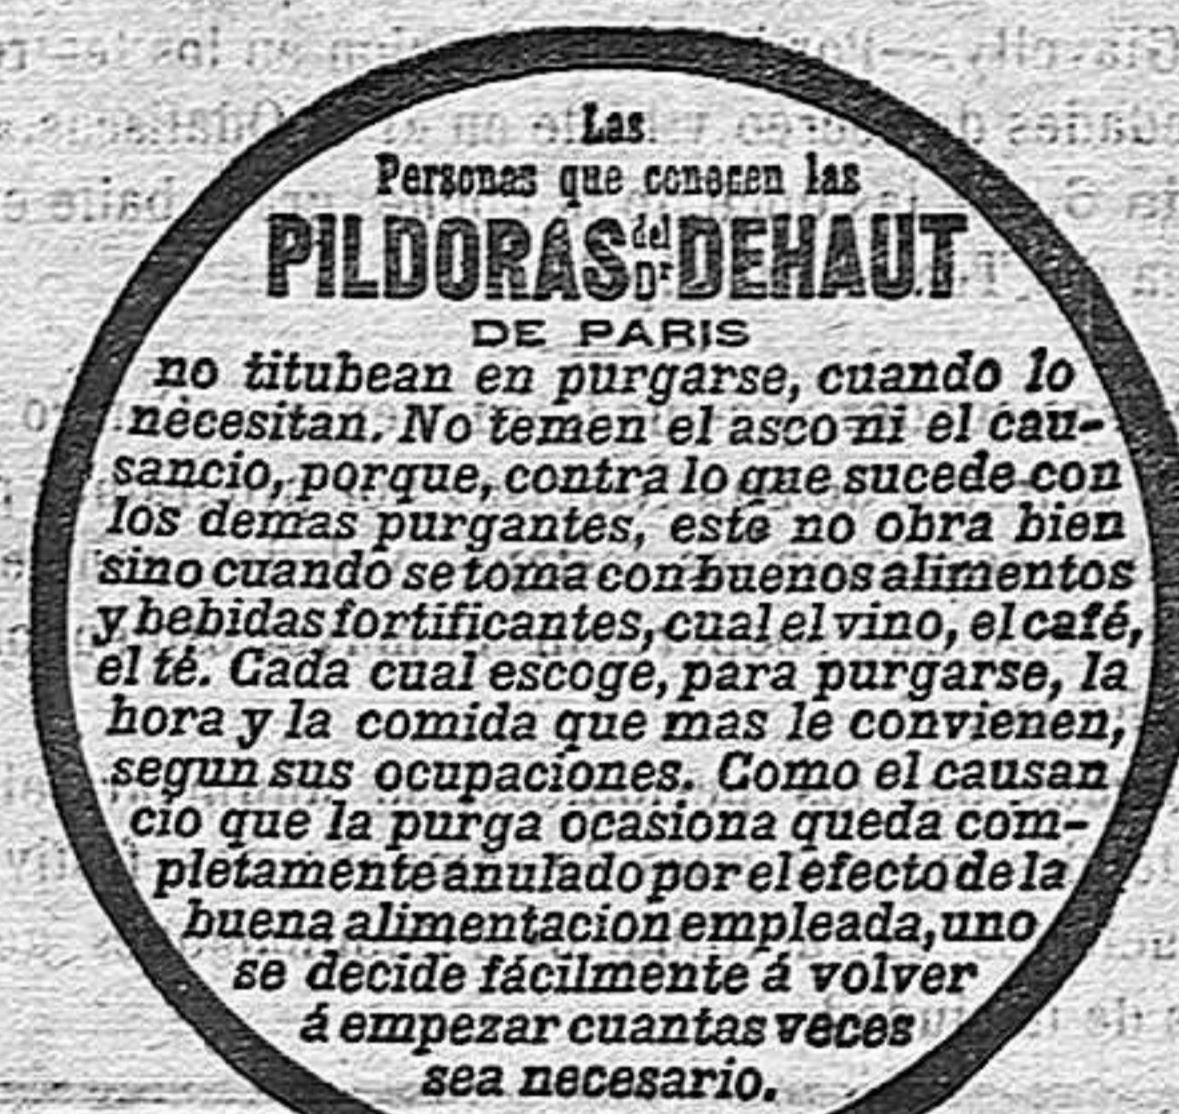 Las
Personas que conocen las
PILDORAS del Dr DEHAUT
DE PARIS
no titubean en purgarse, cuando lo
necesitan. No temen el asco ni el cau-
sancio, porque, contra lo que sucede con
los demas purgantes, este no obra bien
sino cuando se toma con buenos alimentos
y bebidas fortificantes, cual el vino, el café,
el té. Cada cual escoge, para purgarse, la
hora y la comida que mas le convienen,
segun sus ocupaciones. Como el causan
cio que la purga ocasiona queda com-
pletamente anulado por el efecto de la
buena alimentacion empleada, uno
se decide fácilmente á volver
á empezar cuantas veces
sea necesario.